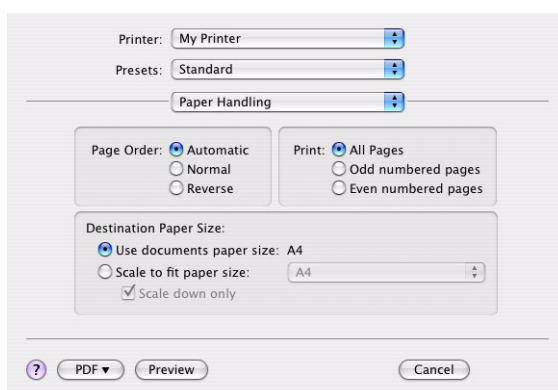 Printer: My Printer
Presets: Standard
Paper Handling
Page Order: Automatic
Normal
Reverse
Print: All Pages
Odd numbered pages
Even numbered pages
Destination Paper Size:
Use documents paper size: A4
Scale to fit paper size: A4
Scale down only
? PDF▼ Preview Cancel